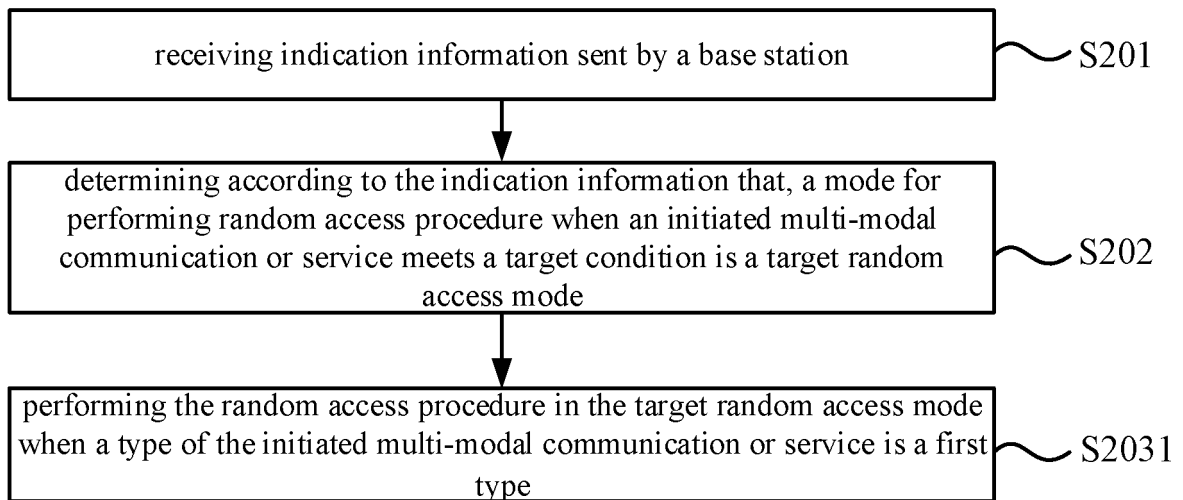 receiving indication information sent by a base station
S201
determining according to the indication information that, a mode for
performing random access procedure when an initiated multi-modal
communication or service meets a target condition is a target random
access mode
S202
performing the random access procedure in the target random access mode
when a type of the initiated multi-modal communication or service is a first
type
S2031